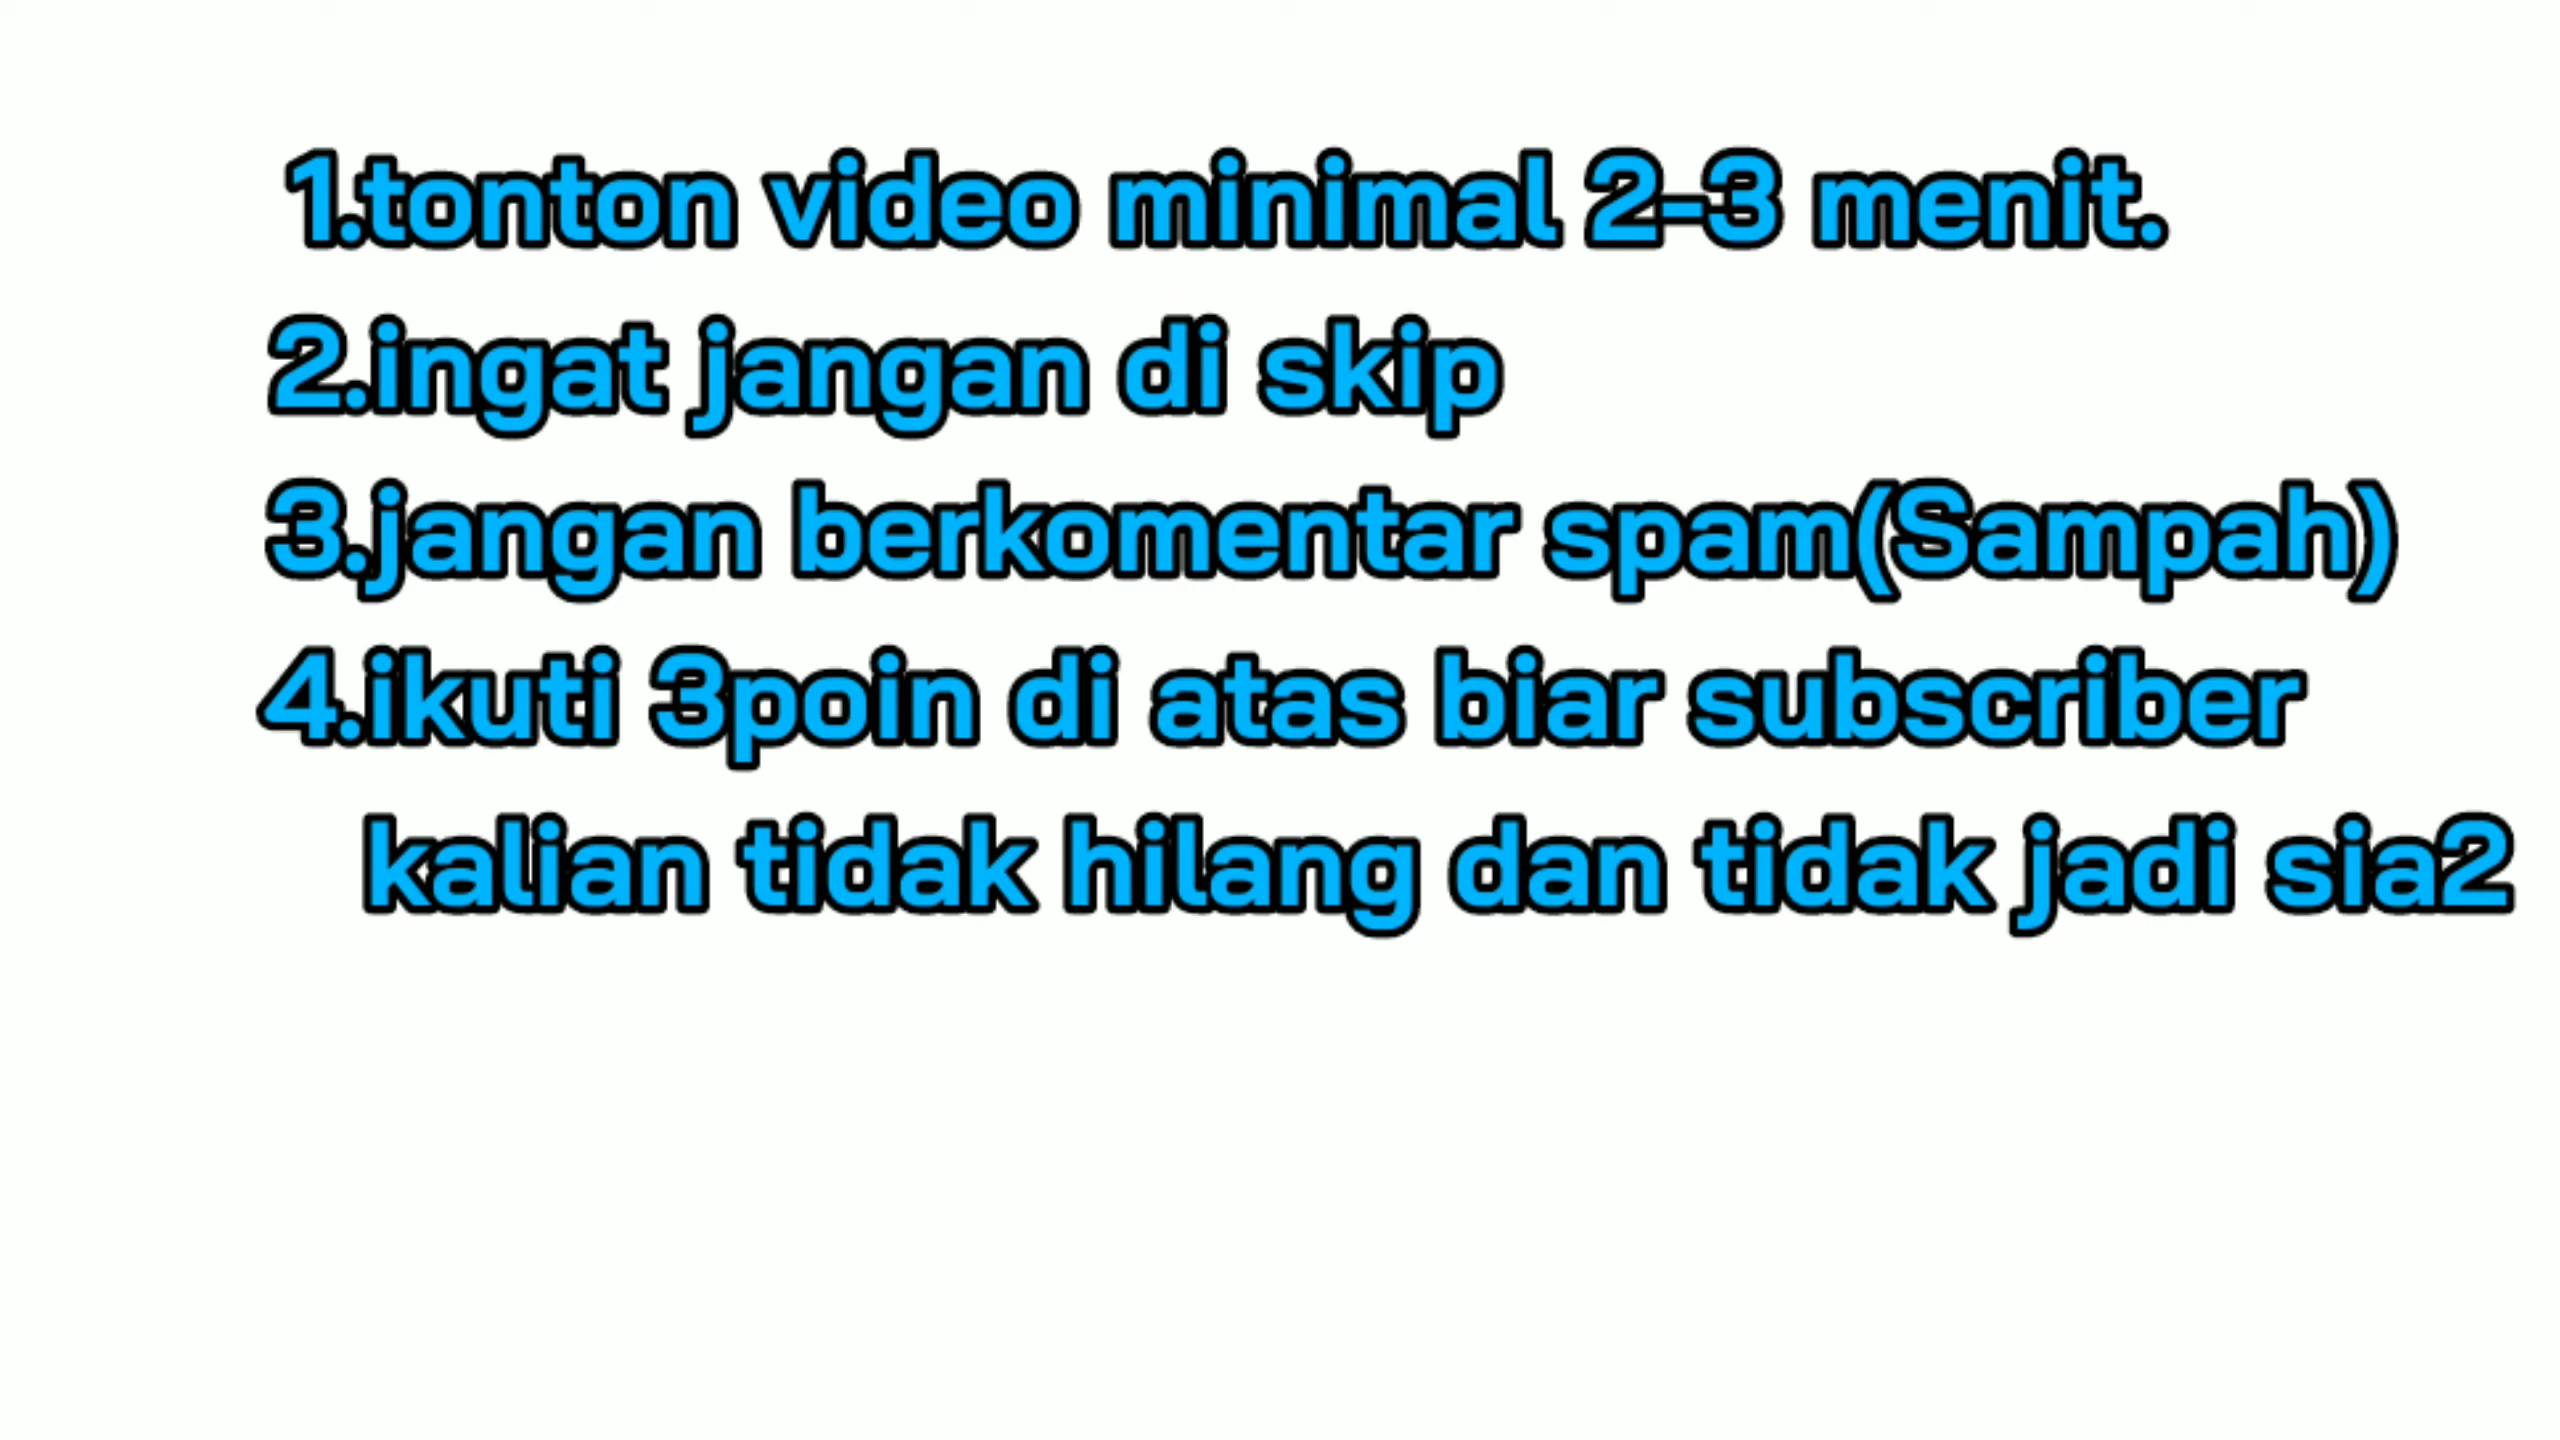 1.tonton video minimal 2-3 menit.
2.ingat jangan di skip
3.jangan berkomentar spam(Sampah)
4.ikuti 3poin di atas biar subscriber
kalian tidak hilang dan tidak jadi sia2